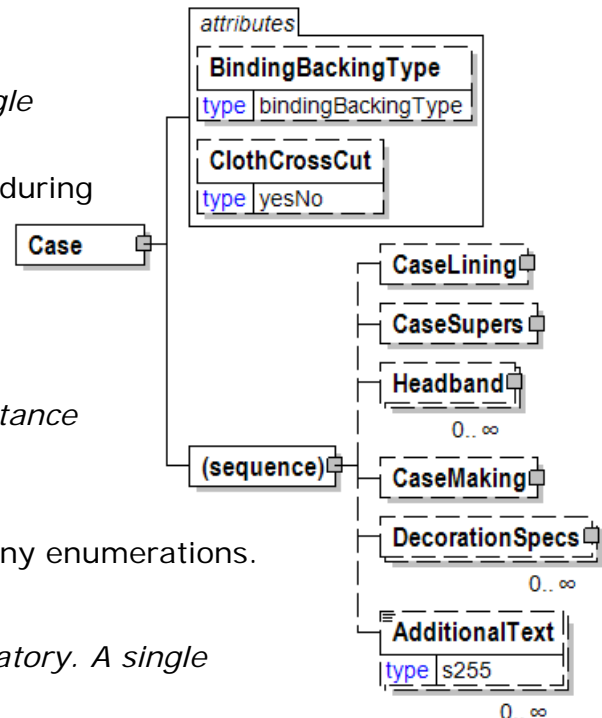 attributes
BindingBackingType
type bindingBackingType
gle
ClothCrossCut
during
type yesNo
Case
CaseLining
CaseSupers
Headband
tance
0.. ∞
(sequence)
CaseMaking
DecorationSpecs
ny enumerations.
0.. ∞
AdditionalText
atory. A single
type s255
0.. ∞